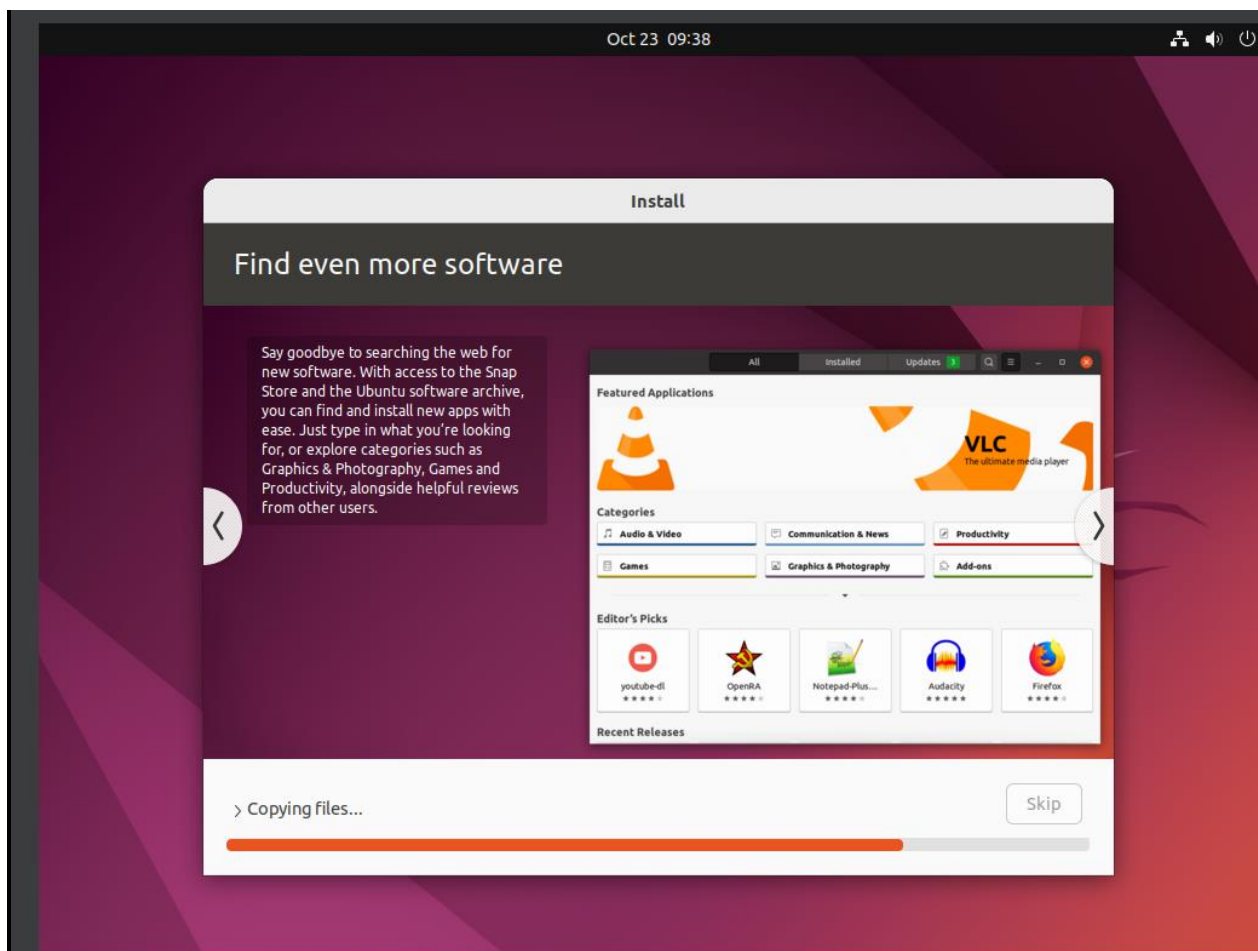 Oct 23 09:38
Install
Find even more software
Say goodbye to searching the web for
new software. With access to the Snap
Store and the Ubuntu software archive,
you can find and install new apps with
ease. Just type in what you’re looking
for, or explore categories such as
Graphics & Photography, Games and
Productivity, alongside helpful reviews
from other users.
All Installed Updates 3
Featured Applications
VLC
The ultimate media player
Categories
Audio & Video Communication & News Productivity
Games Graphics & Photography Add-ons
Editor’s Picks
youtube-dl OpenRA Notepad-Plus... Audacity Firefox
Recent Releases
Copying files...
Skip